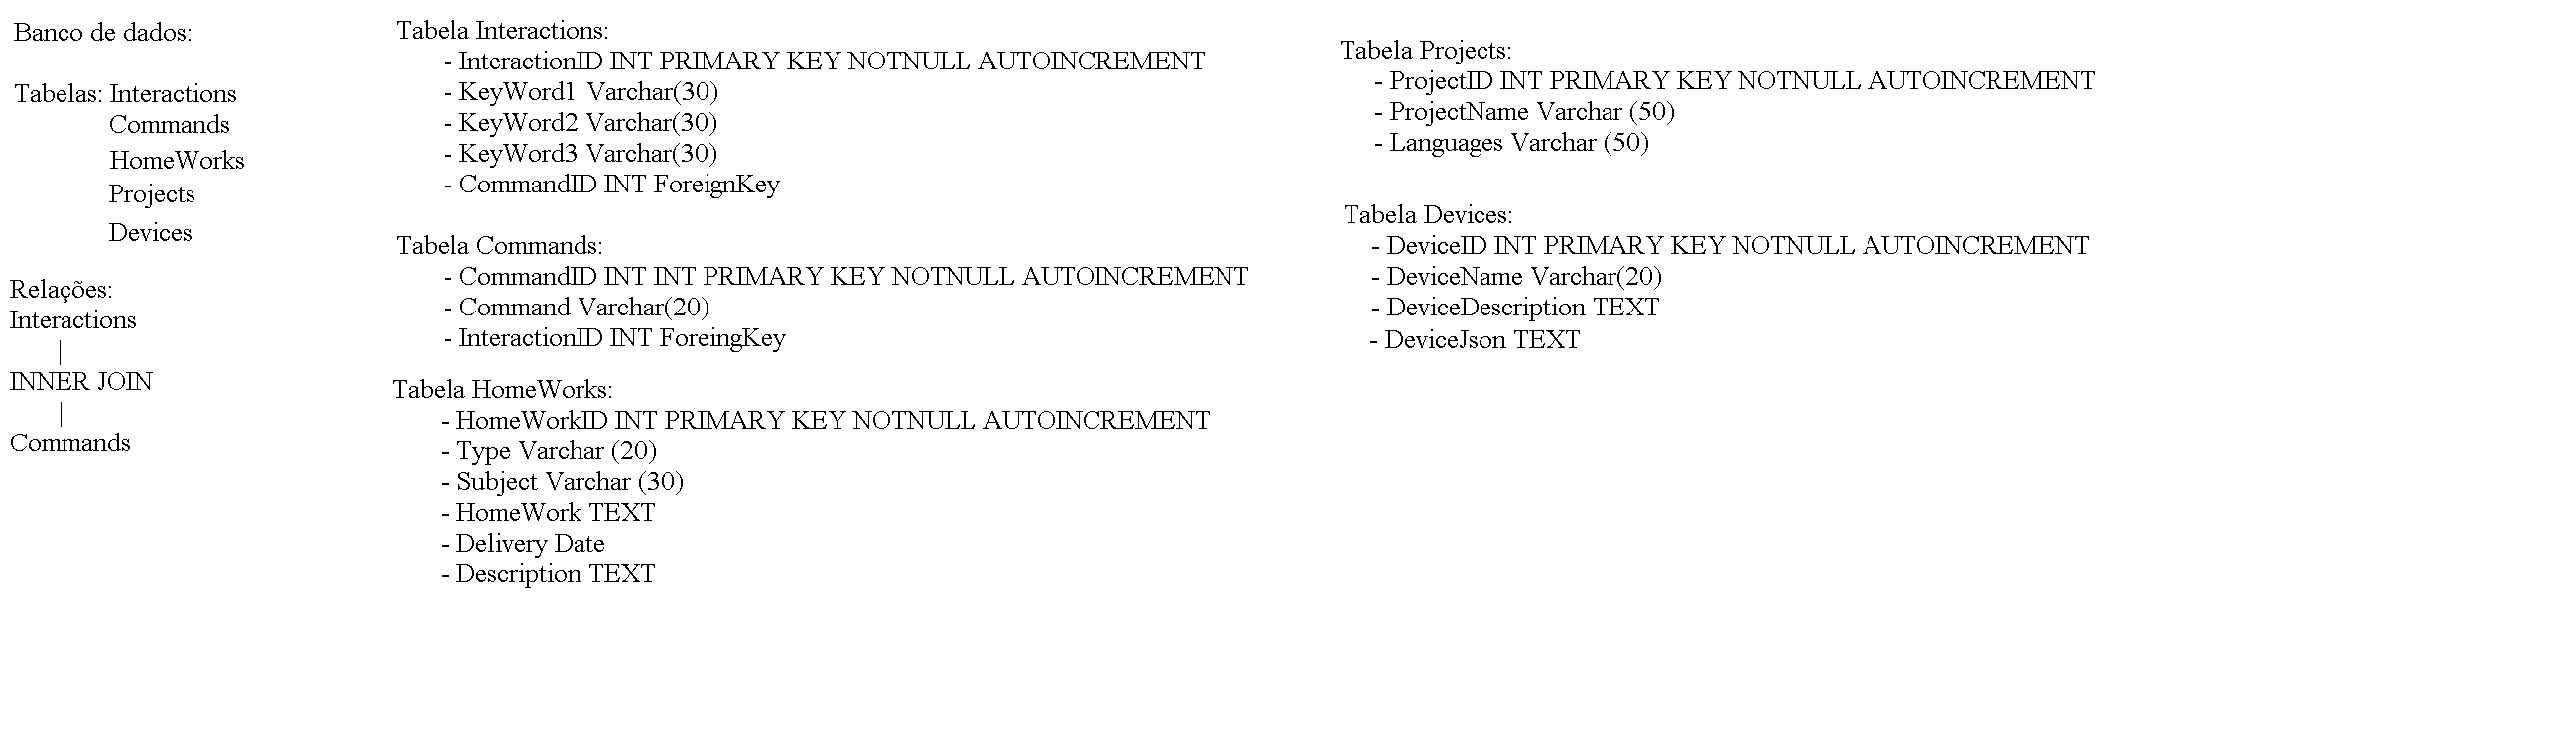 Banco de dados:
Tabelas: Interactions
Commands
HomeWorks
Projects
Devices
Relações:
Interactions
|
INNER JOIN
|
Commands
Tabela Interactions:
- InteractionID INT PRIMARY KEY NOTNULL AUTOINCREMENT
- KeyWord1 Varchar(30)
- KeyWord2 Varchar(30)
- KeyWord3 Varchar(30)
- CommandID INT ForeignKey
Tabela Commands:
- CommandID INT INT PRIMARY KEY NOTNULL AUTOINCREMENT
- Command Varchar(20)
- InteractionID INT ForeingKey
Tabela HomeWorks:
- HomeWorkID INT PRIMARY KEY NOTNULL AUTOINCREMENT
- Type Varchar (20)
- Subject Varchar (30)
- HomeWork TEXT
- Delivery Date
- Description TEXT
Tabela Projects:
- ProjectID INT PRIMARY KEY NOTNULL AUTOINCREMENT
- ProjectName Varchar (50)
- Languages Varchar (50)
Tabela Devices:
- DeviceID INT PRIMARY KEY NOTNULL AUTOINCREMENT
- DeviceName Varchar(20)
- DeviceDescription TEXT
- DeviceJson TEXT